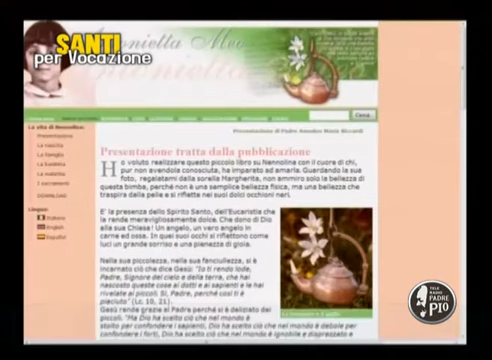 SANTI
per Vocazione
Antonietta Meo
Cerca
Presentazione di Padre Amedeo Maria Riccardi
La vita di Nennolina:
Presentazione
La nascita
La famiglia
La malattia
I sacramenti
DOWNLOAD
Lingua:
Italiano
English
Español
Presentazione tratta dalla pubblicazione
Ho voluto realizzare questo piccolo libro su Nennolina con il cuore di chi,
pur non avendola conosciuta, ha imparato ad amarla. Guardando la sue
foto, regalatami dalla sorella Margherita, non ammiro solo la bellezza di
questa bimba, perché non è una semplice bellezza fisica, ma una bellezza che
traspira dalla pelle e si riflette nei suoi dolci occhioni neri.
E' la presenza dello Spirito Santo, dell'Eucaristia che
la rende meravigliosamente dolce. Che dono di Dio
alla sua Chiesa! Un angelo, un vero angelo in
carne ed ossa. In quei suoi occhi si riflettono come
luci un grande sorriso e una pienezza di gioia.
Nella sua piccolezza, nella sua fanciullezza, si è
incarnato ciò che dice Gesù: "Io ti rendo lode,
Padre, Signore del cielo e della terra, che hai
nascosto queste cose ai dotti e ai sapienti e le hai
rivelate ai piccoli. Sì, Padre, perché così ti è
piaciuto" (Lc. 10, 21).
Gesù rende grazie al Padre perché si è delizato dei
piccoli. "Ma Dio ha scelto ciò che nel mondo è
stolto per confondere i sapienti, Dio ha scelto ciò che nel mondo è debole per
confondere i forti, Dio ha scelto ciò che nel mondo è ignobile e disprezzato e
TELE
RADIO
PADRE
PIO